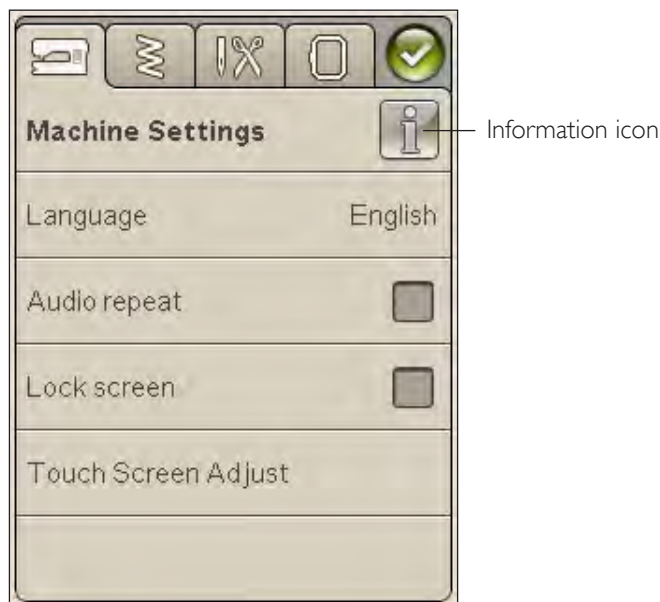 Machine Settings
Information icon
Language English
Audio repeat
Lock screen
Touch Screen Adjust